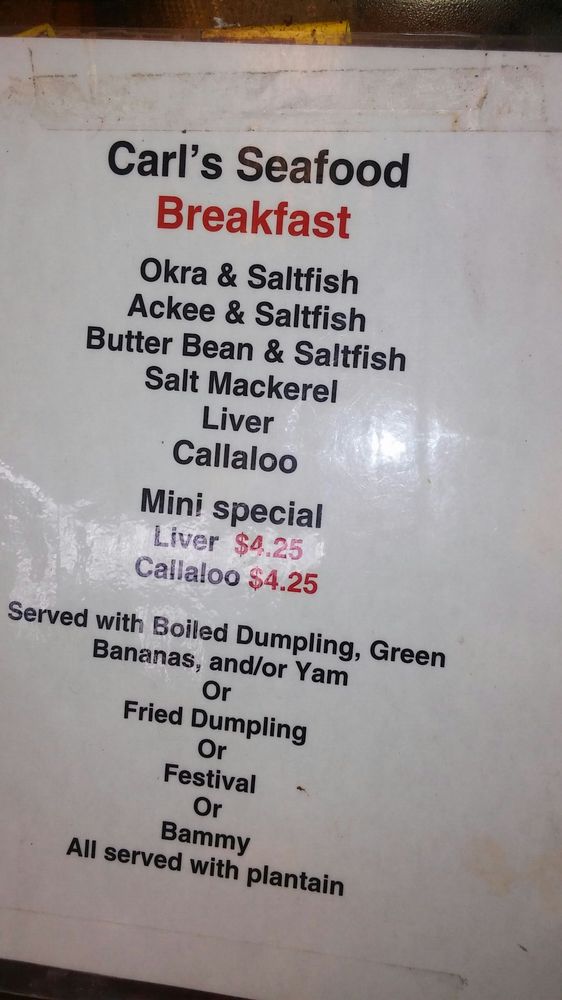 Carl's Seafood
Breakfast
Okra & Saltfish
Ackee & Saltfish
Butter Bean & Saltfish
Salt Mackerel
Liver
Callaloo
Mini special
Liver $4.25
Callaloo $4.25
Served with Boiled Dumpling, Green
Bananas, and/or Yam
Or
Fried Dumpling
Or
Festival
Or
Bammy
All served with plantain